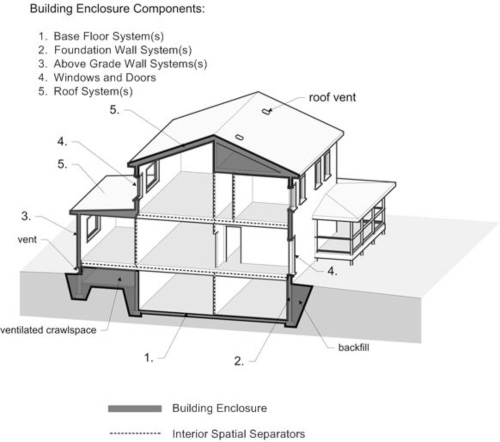 Building Enclosure Components:
1. Base Floor System(s)
2. Foundation Wall System(s)
3. Above Grade Wall Systems(s)
4. Windows and Doors
5. Roof System(s)
roof vent
5.
4.
5.
3.
vent
4.
ventilated crawlspace
1.
2.
backfill
Building Enclosure
Interior Spatial Separators